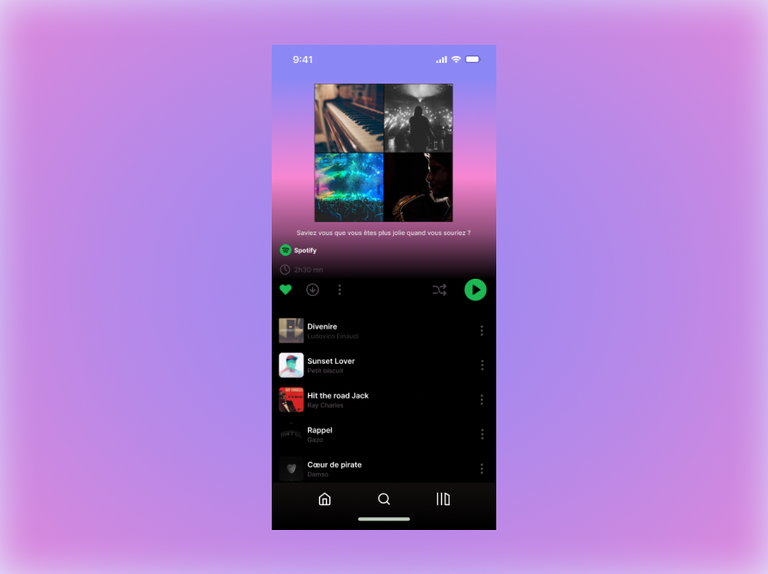 9:41
Saviez vous que vous êtes plus jolie quand vous souriez ?
Spotify
2h30 mn
Divenire
Ludovico Einaudi
Sunset Lover
Petit biscuit
Hit the road Jack
Ray Charles
Rappel
Gazo
Cœur de pirate
Damso